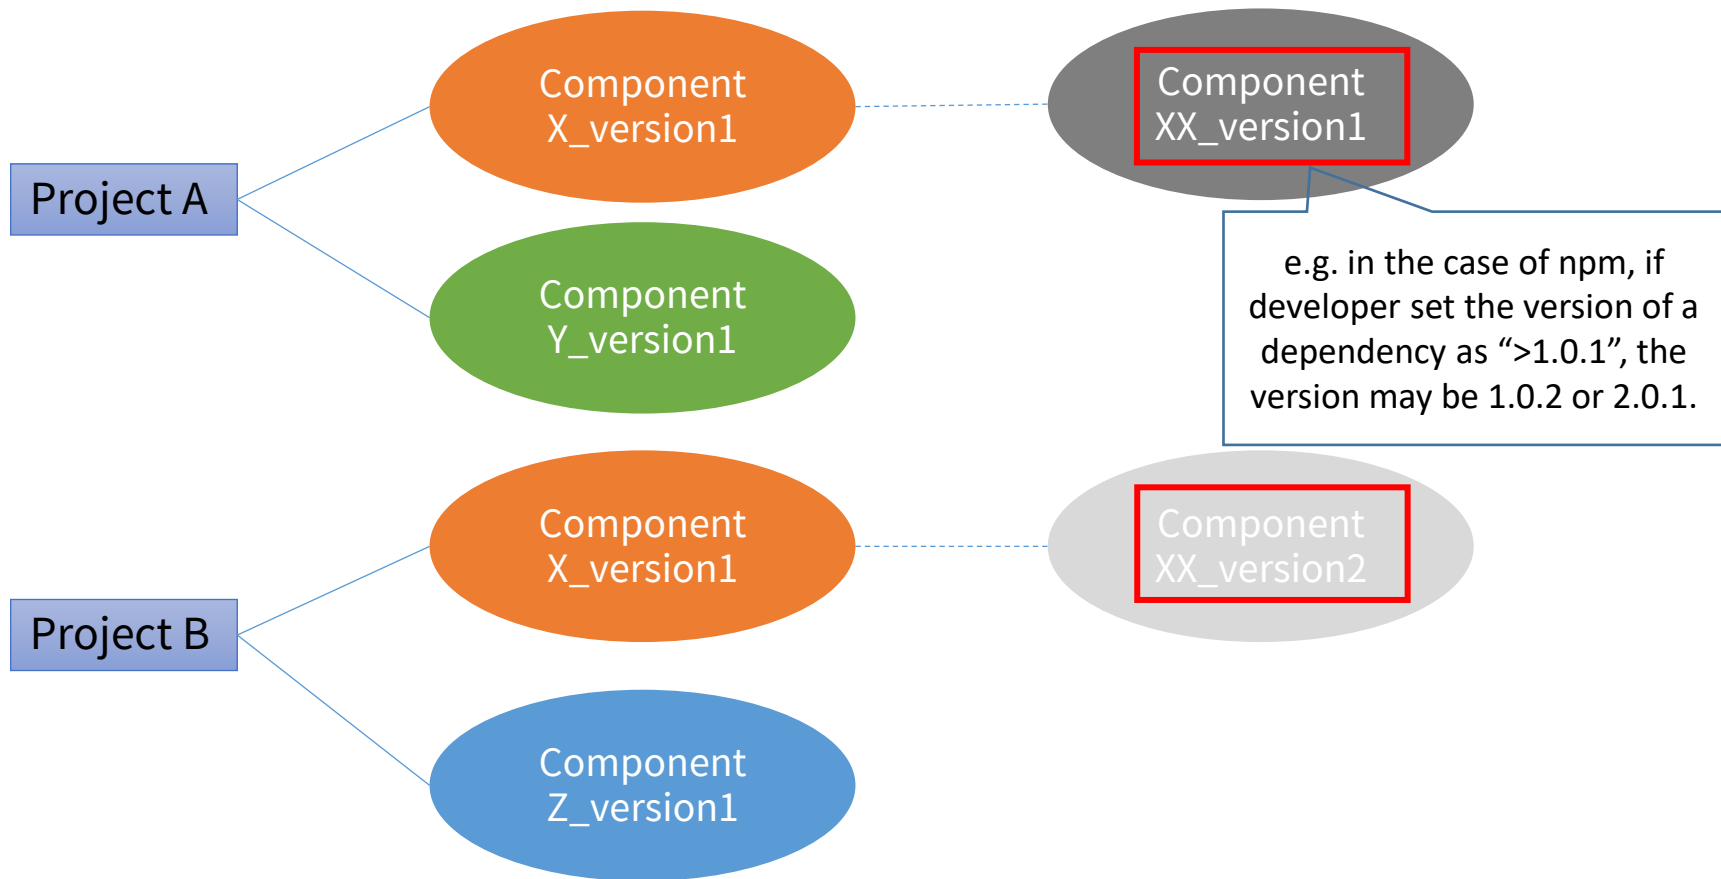 Project A
Component
X_version1
Component
XX_version1
Component
Y_version1
e.g. in the case of npm, if
developer set the version of a
dependency as “>1.0.1”, the
version may be 1.0.2 or 2.0.1.
Project B
Component
X_version1
Component
XX_version2
Component
Z_version1